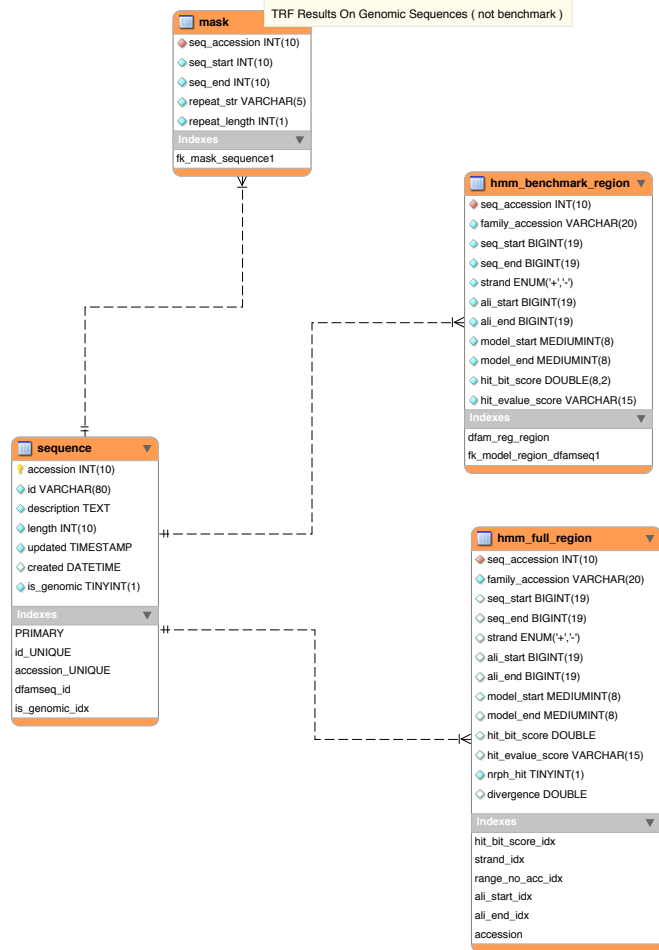 TRF Results On Genomic Sequences ( not benchmark )
mask
seq_accession INT(10)
seq_start INT(10)
seq_end INT(10)
repeat_str VARCHAR(5)
repeat_length INT(1)
Indexes
fk_mask_sequence1
hmm_benchmark_region
seq_accession INT(10)
family_accession VARCHAR(20)
seq_start BIGINT(19)
seq_end BIGINT(19)
strand ENUM('+','-')
ali_start BIGINT(19)
ali_end BIGINT(19)
model_start MEDIUMINT(8)
model_end MEDIUMINT(8)
hit_bit_score DOUBLE(8,2)
hit_evalue_score VARCHAR(15)
Indexes
dfam_reg_region
fk_model_region_dfamseq1
sequence
accession INT(10)
id VARCHAR(80)
description TEXT
length INT(10)
updated TIMESTAMP
created DATETIME
is_genomic TINYINT(1)
Indexes
PRIMARY
id_UNIQUE
accession_UNIQUE
dfamseq_id
is_genomic_idx
hmm_full_region
seq_accession INT(10)
family_accession VARCHAR(20)
seq_start BIGINT(19)
seq_end BIGINT(19)
strand ENUM('+','-')
ali_start BIGINT(19)
ali_end BIGINT(19)
model_start MEDIUMINT(8)
model_end MEDIUMINT(8)
hit_bit_score DOUBLE
hit_evalue_score VARCHAR(15)
nrph_hit TINYINT(1)
divergence DOUBLE
Indexes
hit_bit_score_idx
strand_idx
range_no_acc_idx
ali_start_idx
ali_end_idx
accession